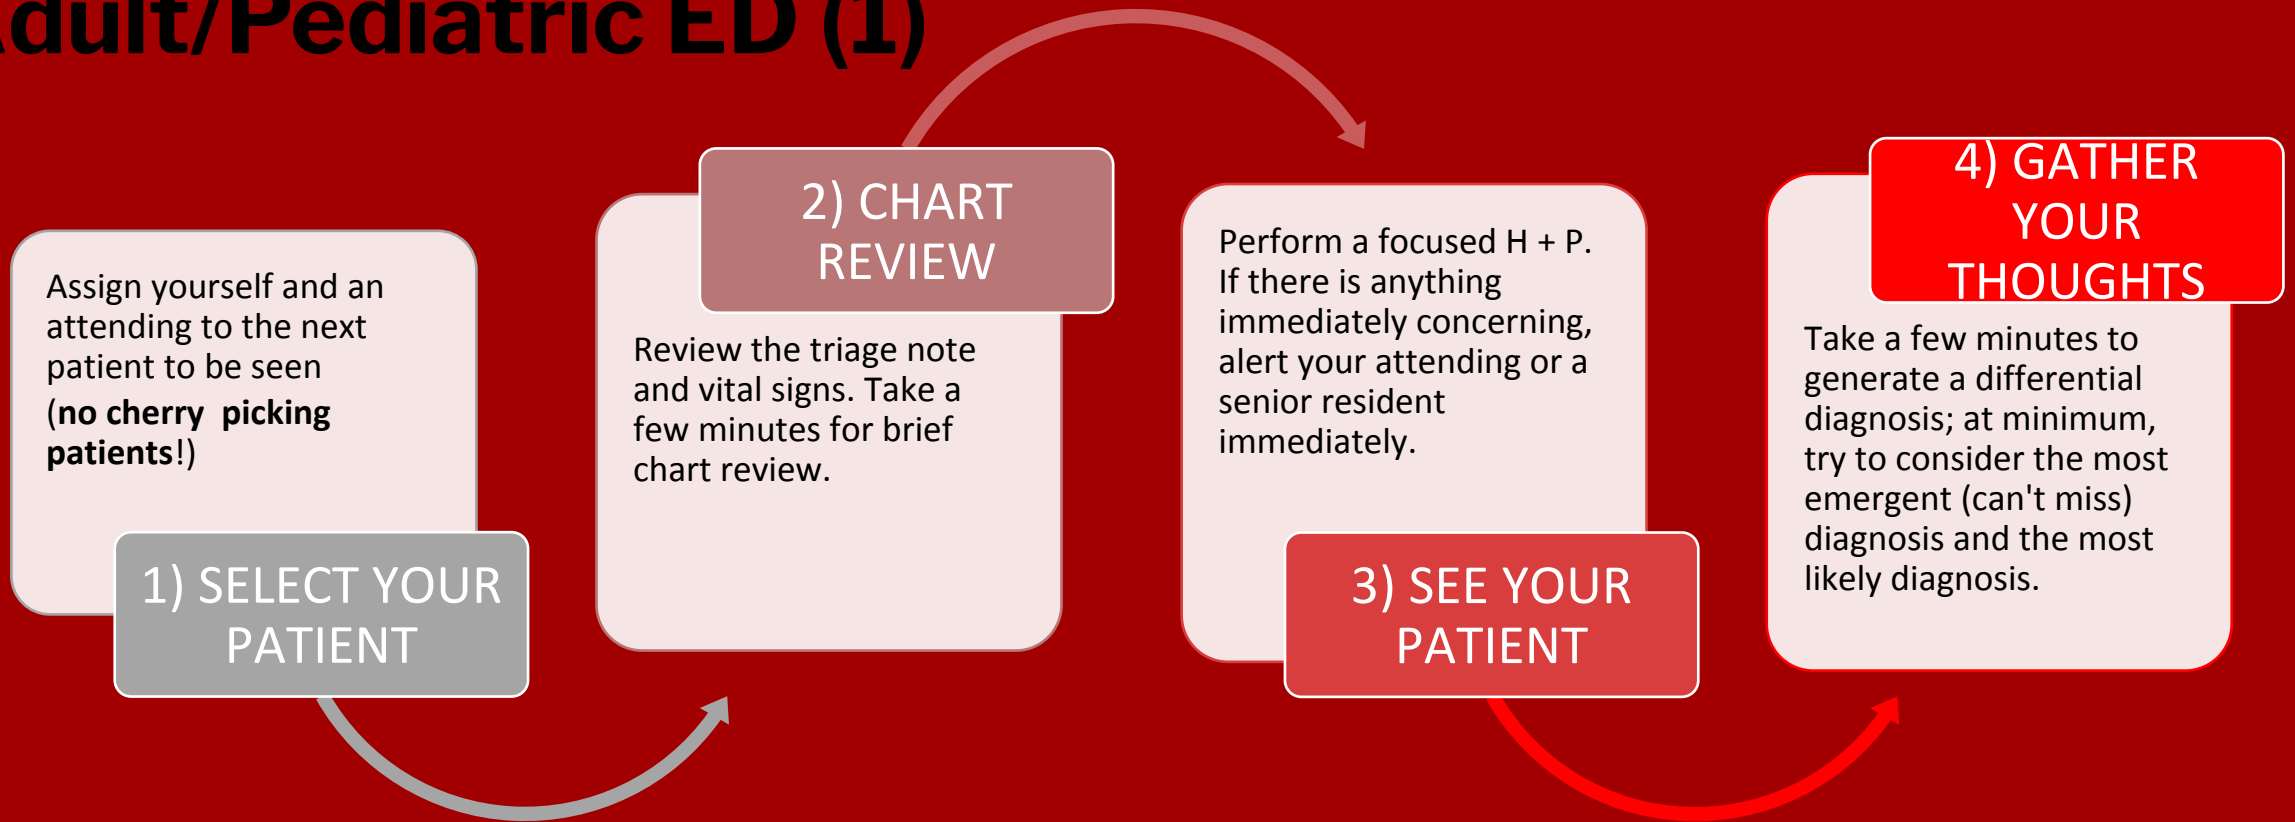 dult/Pediatric ED (1)
Assign yourself and an
attending to the next
patient to be seen
(no cherry  picking
patients!)
1) SELECT YOUR
PATIENT
2) CHART
REVIEW
Review the triage note
and vital signs. Take a
few minutes for brief
chart review.
Perform a focused H + P.
If there is anything
immediately concerning,
alert your attending or a
senior resident
immediately.
3) SEE YOUR
PATIENT
4) GATHER
YOUR
THOUGHTS
Take a few minutes to
generate a differential
diagnosis; at minimum,
try to consider the most
emergent (can't miss)
diagnosis and the most
likely diagnosis.